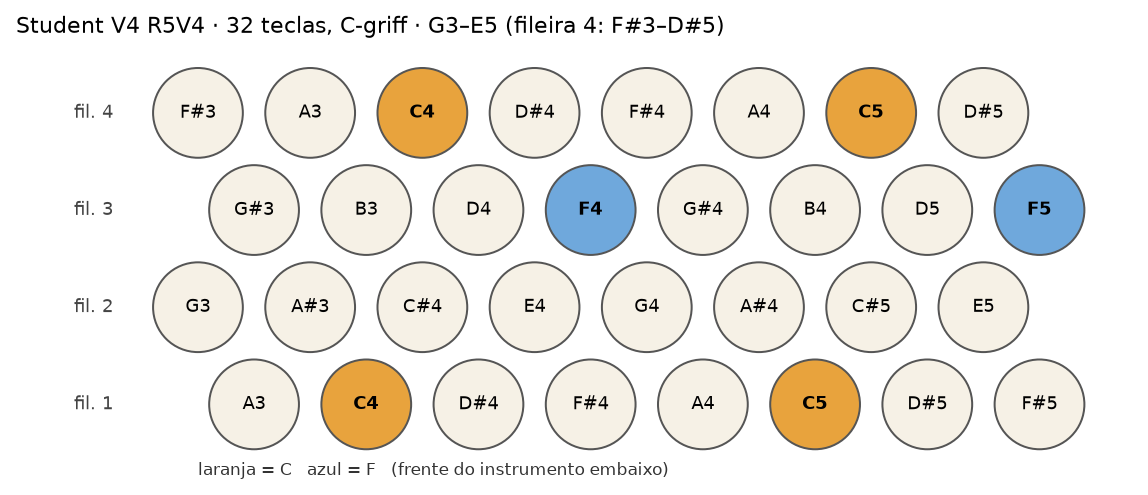 Student V4 R5V4 · 32 teclas, C-griff · G3–E5 (fileira 4: F#3–D#5)
fil. 4 F#3 A3 C4 D#4 F#4 A4 C5 D#5
fil. 3 G#3 B3 D4 F4 G#4 B4 D5 F5
fil. 2 G3 A#3 C#4 E4 G4 A#4 C#5 E5
fil. 1 A3 C4 D#4 F#4 A4 C5 D#5 F#5
laranja = C azul = F (frente do instrumento embaixo)